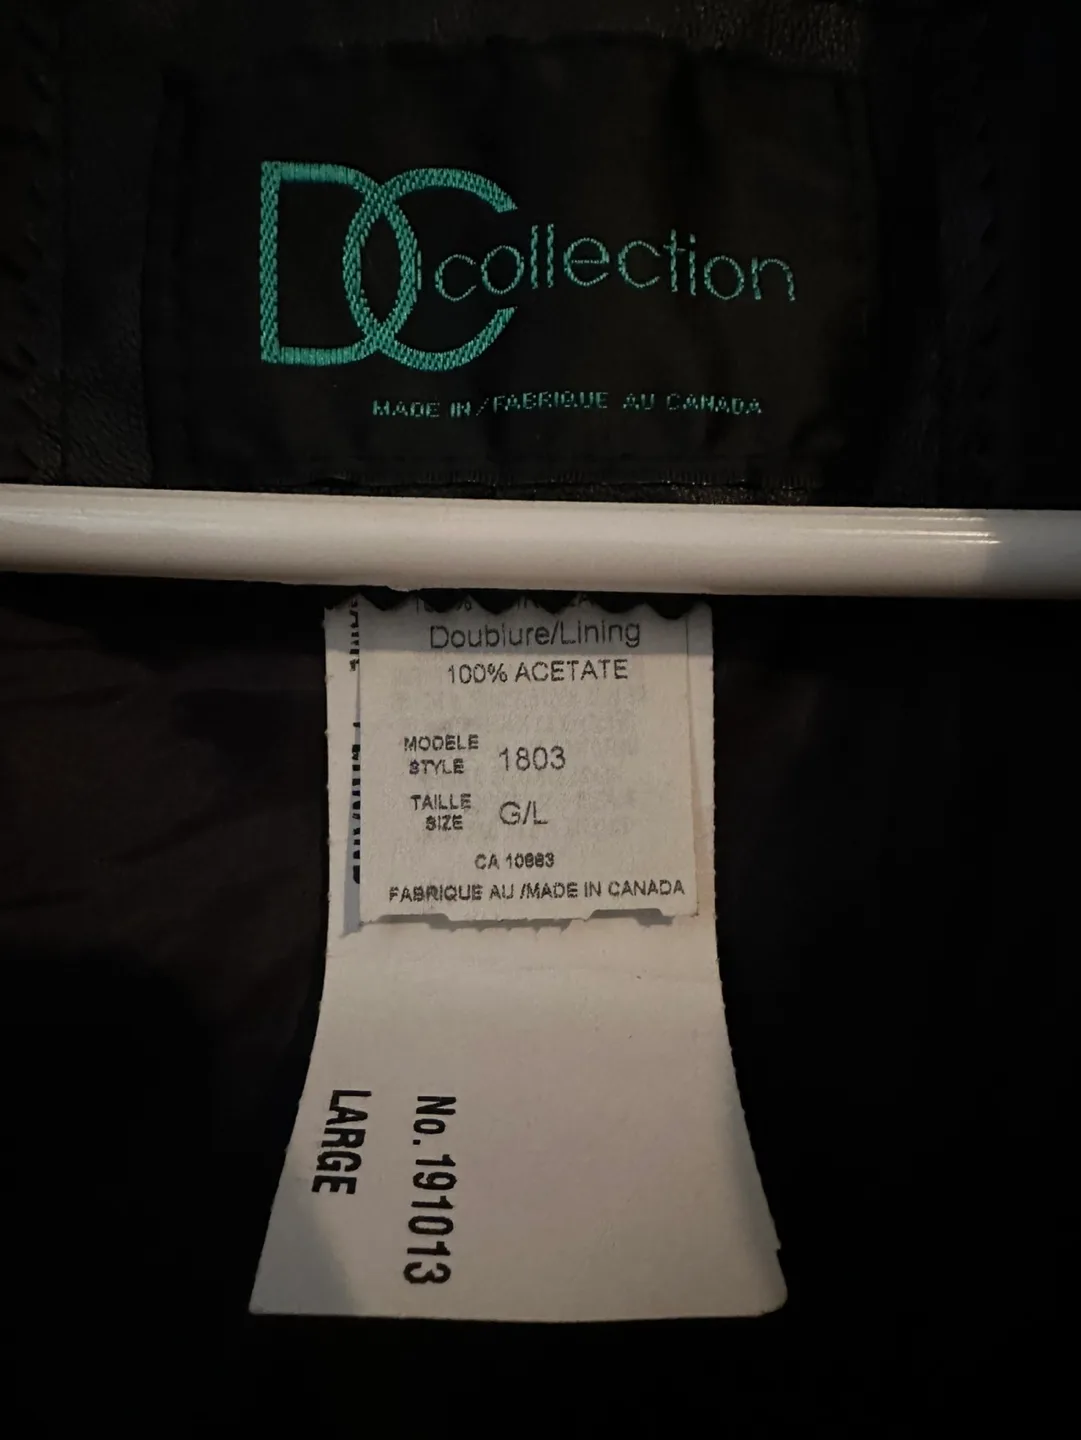 DC collection
MADE IN/FABRIQUE AU CANADA
Doublure/Lining
100% ACETATE
MODELE
STYLE 1803
TAILLE
SIZE G/L
CA 10883
FABRIQUE AU /MADE IN CANADA
No. 191013
LARGE